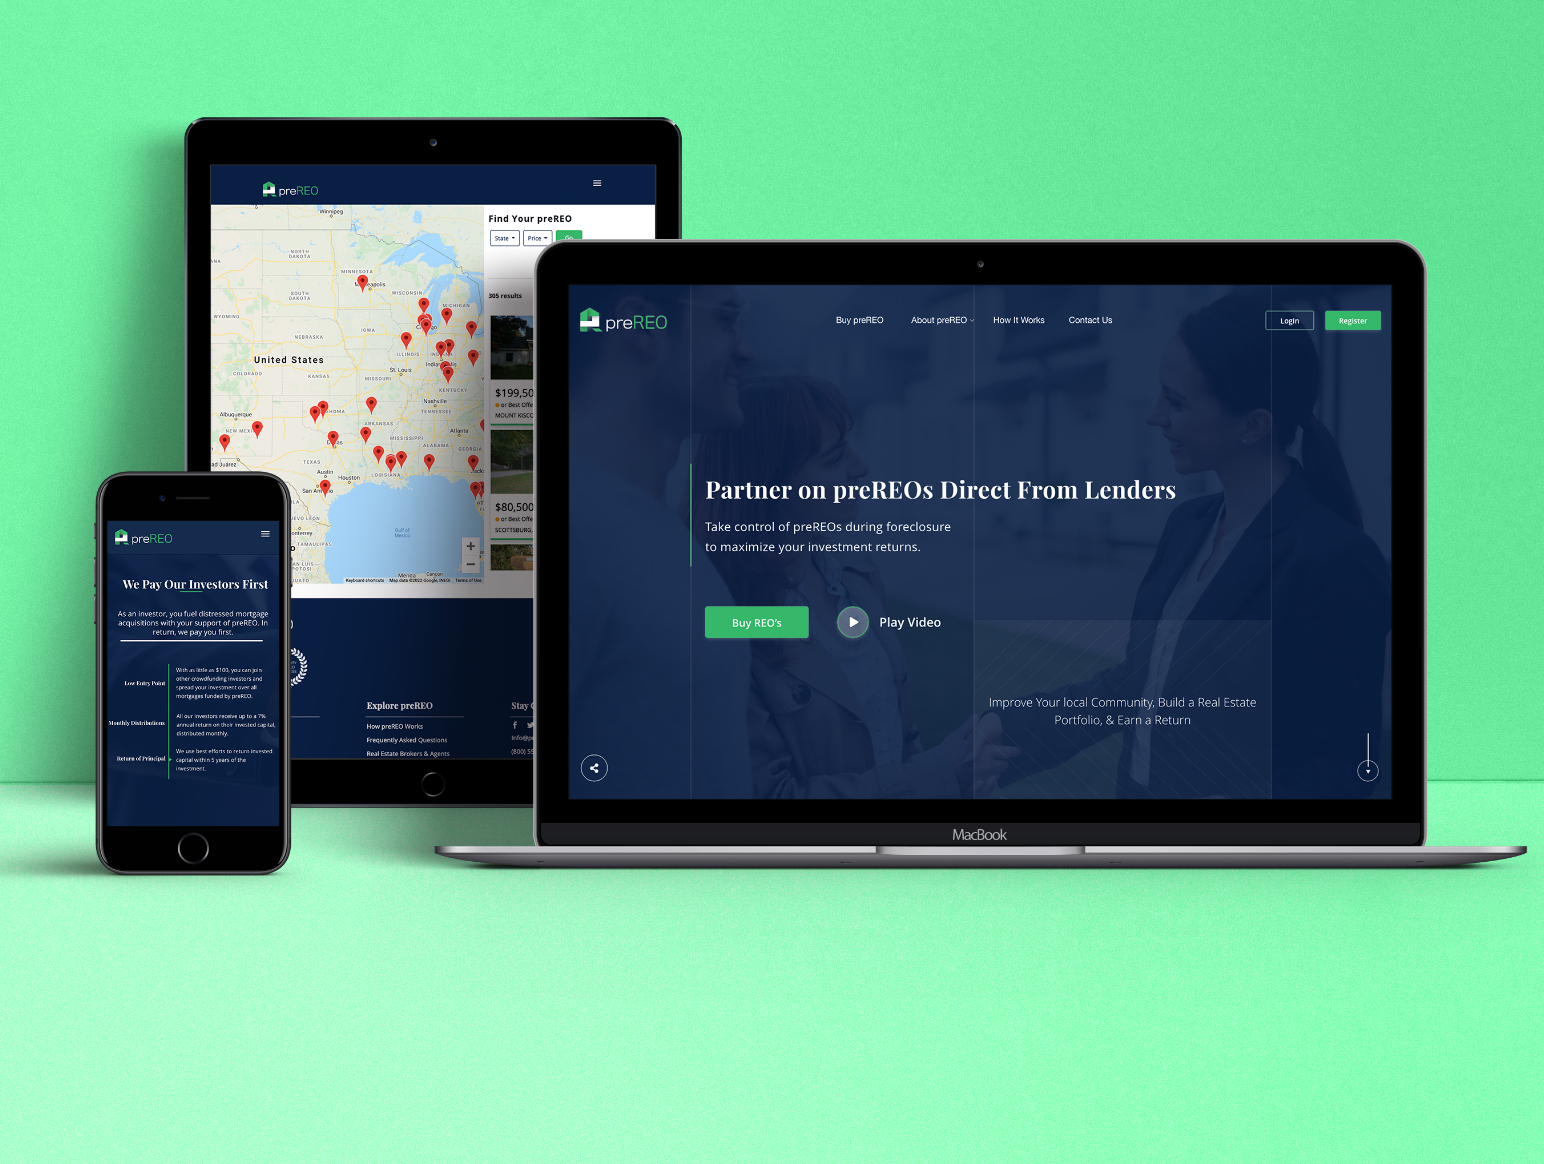 preREO
Find Your preREO
State
Price
Go
305 results
$199,50
or Best Offe
MOUNT KISCO
$80,500
or Best Offe
SCOTTSBURG,
Winnipeg
NORTH
DAKOTA
MINNESOTA
SOUTH
DAKOTA
WISCONSIN
MICHIGAN
WYOMING
IOWA
NEBRASKA
ILLINOIS
United States
COLORADO
KANSAS
MISSOURI
St. Louis
KENTUCKY
Nashville
TENNESSEE
Albuquerque
ARKANSAS
NEW MEXI
MISSISSIPPI
Atlanta
ALABAMA
GEORGIA
ad Juárez
TEXAS
LOUISIANA
Austin
Houston
Gulf of
Mexico
TAMAULIPAS
Mérida
Cancún
Keyboard shortcuts
Map data ©2022 Google, INEGI
Terms of Use
Explore preREO
How preREO Works
Frequently Asked Questions
Real Estate Brokers & Agents
Stay
(800) 55
preREO
We Pay Our Investors First
As an investor, you fuel distressed mortgage
acquisitions with your support of preREO. In
return, we pay you first.
Low Entry Point
With as little as $100, you can join
other crowdfunding investors and
spread your investment over all
mortgages funded by preREO.
Monthly Distributions
All our investors receive up to a 7%
annual return on their invested capital,
distributed monthly.
Return of Principal
We use best efforts to return invested
capital within 5 years of the
investment.
preREO
Buy preREO
About preREO
How It Works
Contact Us
Login
Register
Partner on preREOs Direct From Lenders
Take control of preREOs during foreclosure
to maximize your investment returns.
Buy REO's
Play Video
Improve Your local Community, Build a Real Estate
Portfolio, & Earn a Return
MacBook